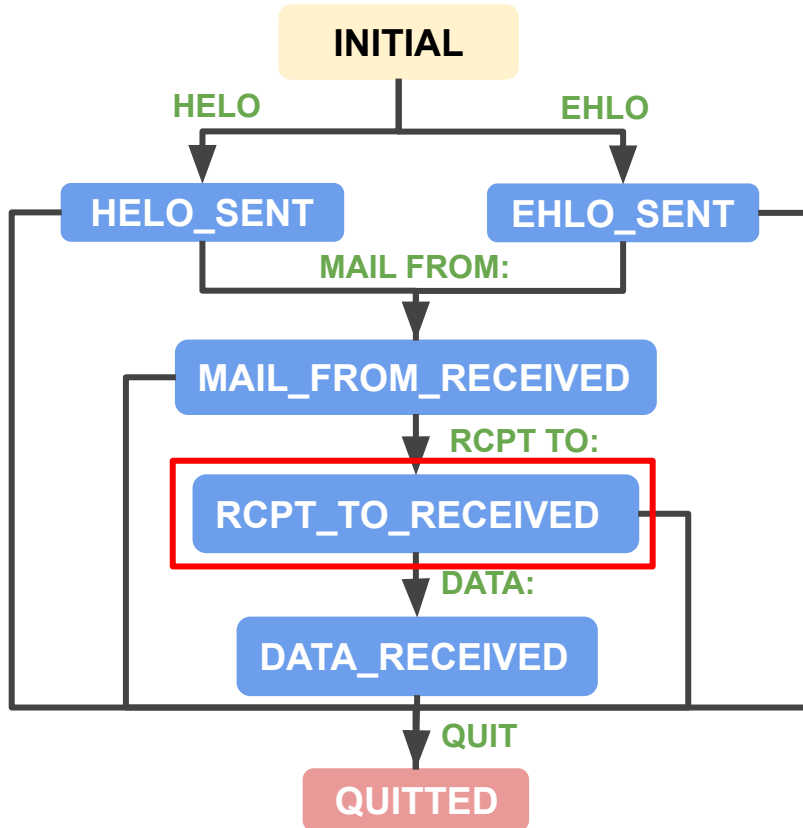 INITIAL
HELO
EHLO
HELO_SENT
EHLO_SENT
MAIL FROM:
MAIL_FROM_RECEIVED
RCPT TO:
RCPT_TO_RECEIVED
DATA:
DATA_RECEIVED
QUIT
QUITTED